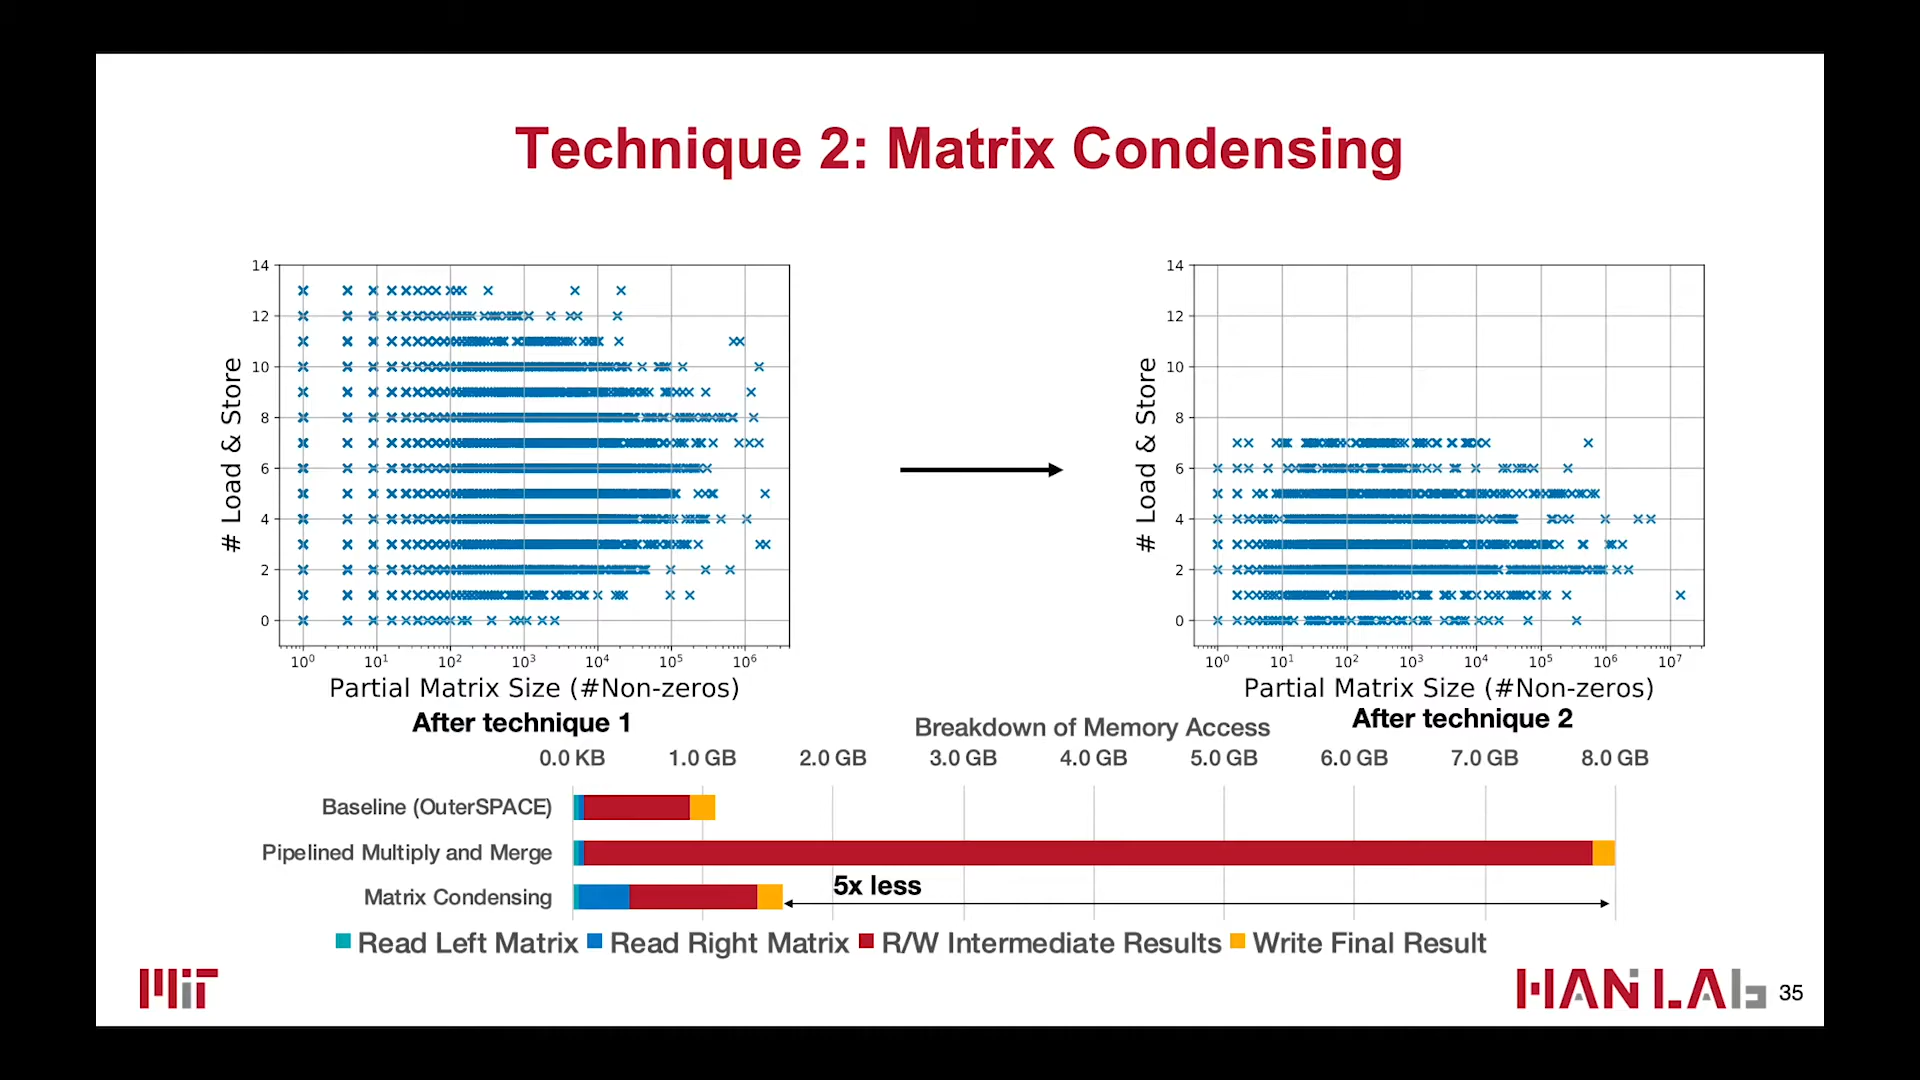 Technique 2: Matrix Condensing
# Load & Store
14
12
10
8
6
4
2
0
10⁰ 10¹ 10² 10³ 10⁴ 10⁵ 10⁶
Partial Matrix Size (#Non-zeros)
After technique 1
# Load & Store
14
12
10
8
6
4
2
0
10⁰ 10¹ 10² 10³ 10⁴ 10⁵ 10⁶ 10⁷
Partial Matrix Size (#Non-zeros)
After technique 2
Breakdown of Memory Access
0.0 KB 1.0 GB 2.0 GB 3.0 GB 4.0 GB 5.0 GB 6.0 GB 7.0 GB 8.0 GB
Baseline (OuterSPACE)
Pipelined Multiply and Merge
Matrix Condensing
5x less
Read Left Matrix Read Right Matrix R/W Intermediate Results Write Final Result
MIT
HAN LAb
35